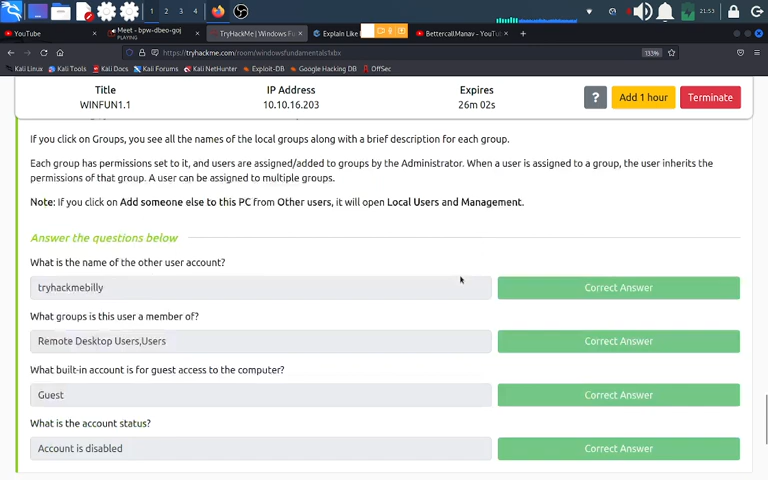 1 2 3 4
21:53
YouTube
Meet - bpw-dbeo-goj
PLAYING
TryHackMe | Windows Fu
Explain Like
BettercallManav - YouTu
https://tryhackme.com/room/windowsfundamentals1xbx
133%
Kali Linux Kali Tools Kali Docs Kali Forums Kali NetHunter Exploit-DB Google Hacking DB OffSec
Title IP Address Expires
WINFUN1.1 10.10.16.203 26m 02s
? Add 1 hour Terminate
If you click on Groups, you see all the names of the local groups along with a brief description for each group.
Each group has permissions set to it, and users are assigned/added to groups by the Administrator. When a user is assigned to a group, the user inherits the
permissions of that group. A user can be assigned to multiple groups.
Note: If you click on Add someone else to this PC from Other users, it will open Local Users and Management.
Answer the questions below
What is the name of the other user account?
tryhackmebilly Correct Answer
What groups is this user a member of?
Remote Desktop Users,Users Correct Answer
What built-in account is for guest access to the computer?
Guest Correct Answer
What is the account status?
Account is disabled Correct Answer